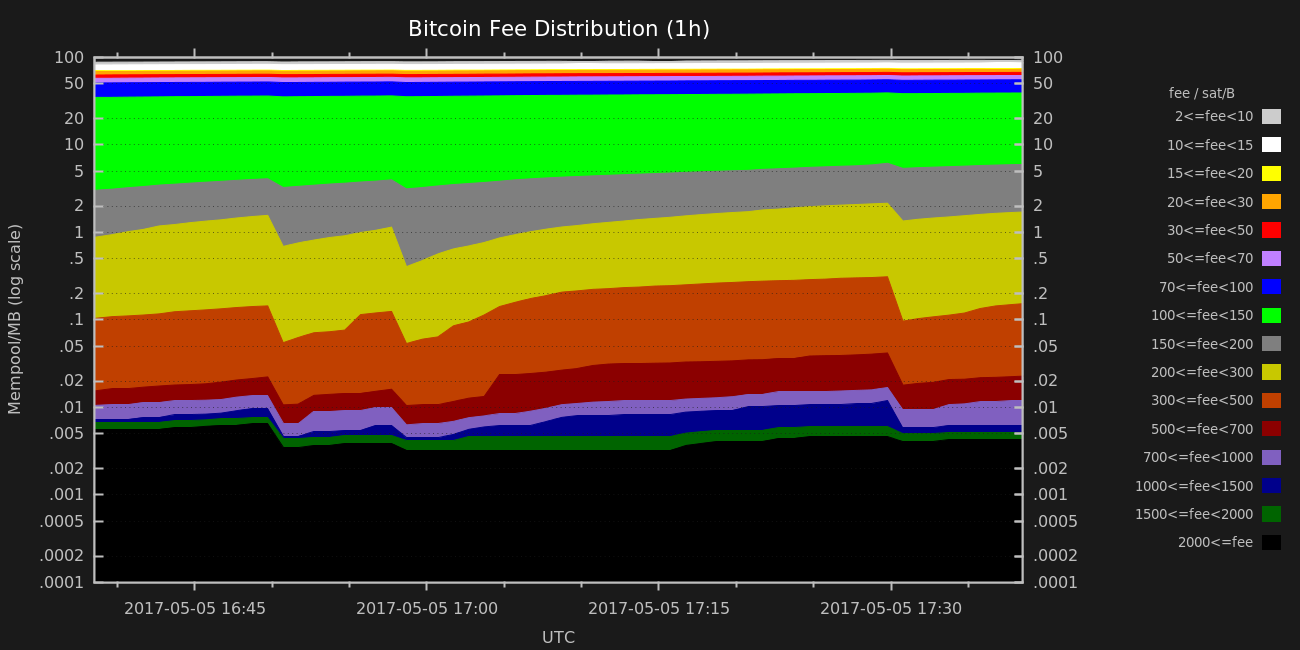 Bitcoin Fee Distribution (1h)
100 100
50 50
20 20
10 10
5 5
2 2
1 1
.5 .5
.2 .2
.1 .1
.05 .05
.02 .02
.01 .01
.005 .005
.002 .002
.001 .001
.0005 .0005
.0002 .0002
.0001 .0001
Mempool/MB (log scale)
2017-05-05 16:45 2017-05-05 17:00 2017-05-05 17:15 2017-05-05 17:30
UTC
fee / sat/B
2<=fee<10
10<=fee<15
15<=fee<20
20<=fee<30
30<=fee<50
50<=fee<70
70<=fee<100
100<=fee<150
150<=fee<200
200<=fee<300
300<=fee<500
500<=fee<700
700<=fee<1000
1000<=fee<1500
1500<=fee<2000
2000<=fee